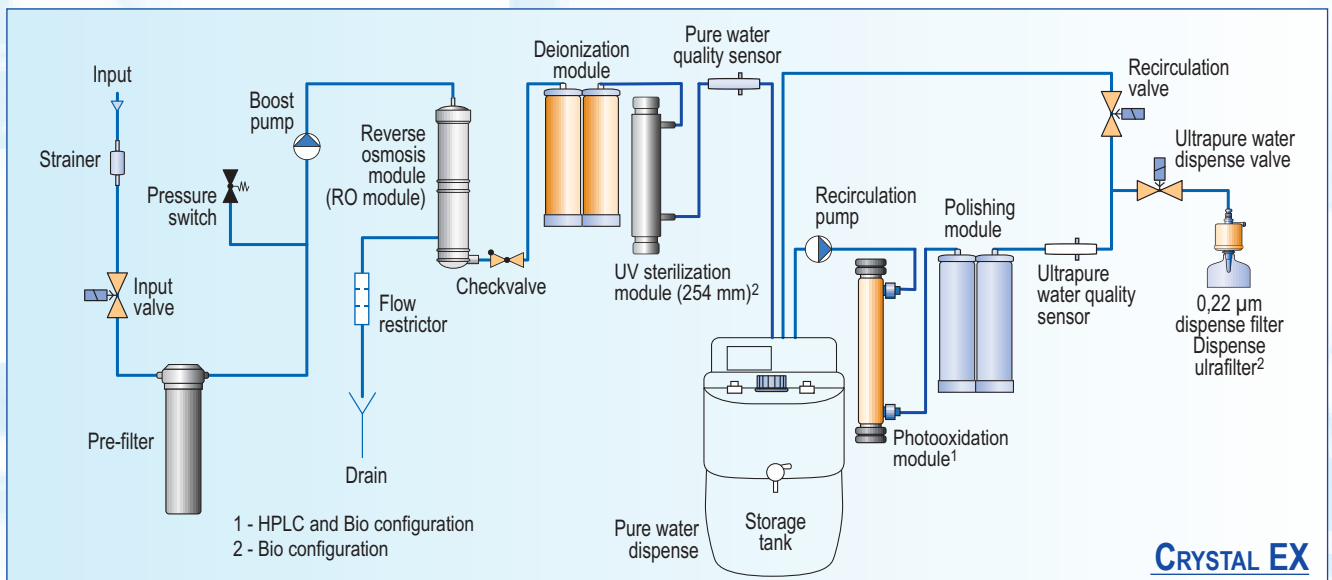 Input
Strainer
Pressure
switch
Input
valve
Pre-filter
Boost
pump
Reverse
osmosis
module
(RO module)
Flow
restrictor
Drain
Checkvalve
Deionization
module
UV sterilization
module (254 mm)²
Pure water
quality sensor
Recirculation
pump
Photooxidation
module¹
Polishing
module
Ultrapure
water quality
sensor
Recirculation
valve
Ultrapure water
dispense valve
0,22 µm
dispense filter
Dispense
ulrafilter²
Pure water
dispense
Storage
tank
1 - HPLC and Bio configuration
2 - Bio configuration
CRYSTAL EX